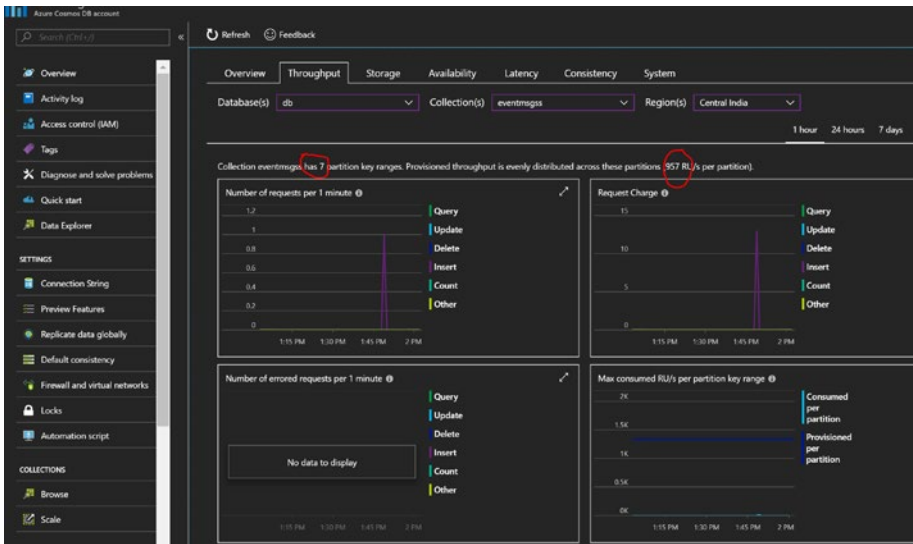 Azure Cosmos DB account
Search (Ctrl+/)
«
Refresh
Feedback
Overview
Activity log
Access control (IAM)
Tags
Diagnose and solve problems
Quick start
Data Explorer
SETTINGS
Connection String
Preview Features
Replicate data globally
Default consistency
Firewall and virtual networks
Locks
Automation script
COLLECTIONS
Browse
Scale
Overview Throughput Storage Availability Latency Consistency System
Database(s) db Collection(s) eventmsgss Region(s) Central India
1 hour 24 hours 7 days
Collection eventmsgss has 7 partition key ranges. Provisioned throughput is evenly distributed across these partitions (957 RU/s per partition).
Number of requests per 1 minute
1.2
1
0.8
0.6
0.4
0.2
0
1:15 PM 1:30 PM 1:45 PM 2 PM
Query
Update
Delete
Insert
Count
Other
Request Charge
15
10
5
0
1:15 PM 1:30 PM 1:45 PM 2 PM
Query
Update
Delete
Insert
Count
Other
Number of errored requests per 1 minute
No data to display
1:15 PM 1:30 PM 1:45 PM 2 PM
Query
Update
Delete
Insert
Count
Other
Max consumed RU/s per partition key range
2K
1.5K
1K
0.5K
0K
1:15 PM 1:30 PM 1:45 PM 2 PM
Consumed
per
partition
Provisioned
per
partition